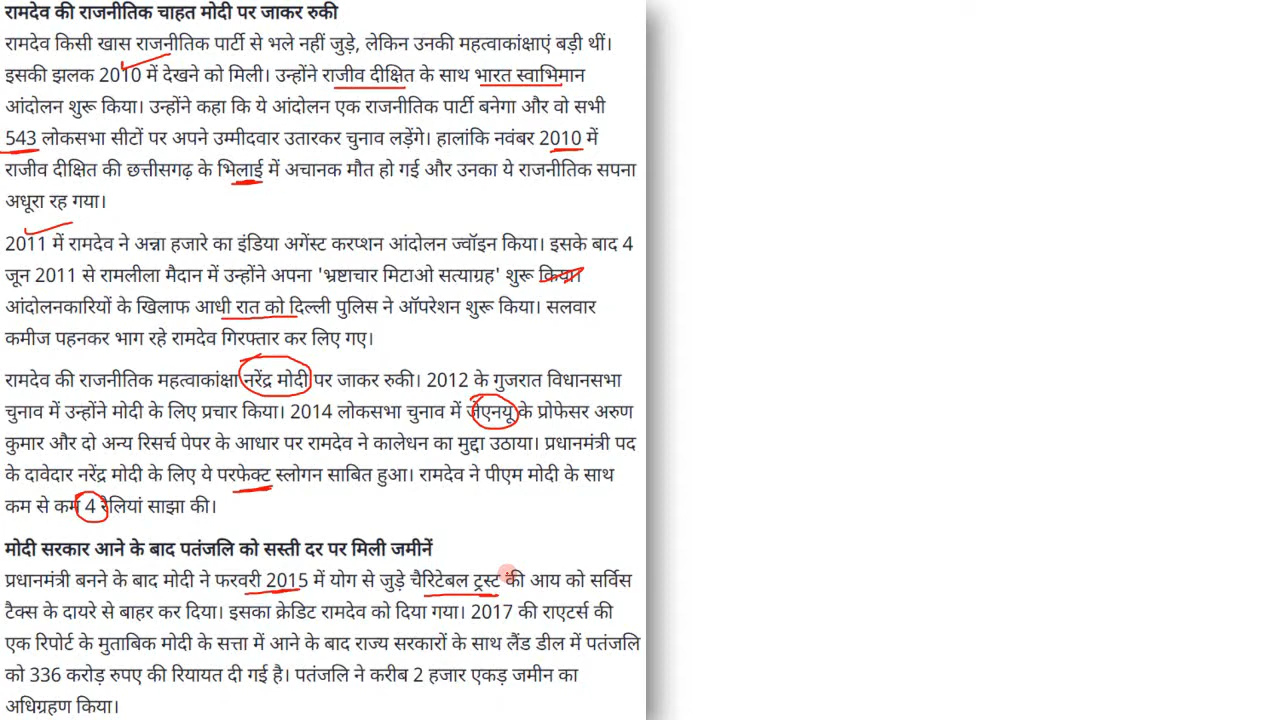 रामदेव की राजनीतिक चाहत मोदी पर जाकर रुकी
रामदेव किसी खास राजनीतिक पार्टी से भले नहीं जुड़े, लेकिन उनकी महत्वाकांक्षाएं बड़ी थीं।
इसकी झलक 2010 में देखने को मिली। उन्होंने राजीव दीक्षित के साथ भारत स्वाभिमान
आंदोलन शुरू किया। उन्होंने कहा कि ये आंदोलन एक राजनीतिक पार्टी बनेगा और वो सभी
543 लोकसभा सीटों पर अपने उम्मीदवार उतारकर चुनाव लड़ेंगे। हालांकि नवंबर 2010 में
राजीव दीक्षित की छत्तीसगढ़ के भिलाई में अचानक मौत हो गई और उनका ये राजनीतिक सपना
अधूरा रह गया।
2011 में रामदेव ने अन्ना हजारे का इंडिया अगेंस्ट करप्शन आंदोलन ज्वॉइन किया। इसके बाद 4
जून 2011 से रामलीला मैदान में उन्होंने अपना 'भ्रष्टाचार मिटाओ सत्याग्रह' शुरू किया।
आंदोलनकारियों के खिलाफ आधी रात को दिल्ली पुलिस ने ऑपरेशन शुरू किया। सलवार
कमीज पहनकर भाग रहे रामदेव गिरफ्तार कर लिए गए।
रामदेव की राजनीतिक महत्वाकांक्षा नरेंद्र मोदी पर जाकर रुकी। 2012 के गुजरात विधानसभा
चुनाव में उन्होंने मोदी के लिए प्रचार किया। 2014 लोकसभा चुनाव में जेएनयू के प्रोफेसर अरुण
कुमार और दो अन्य रिसर्च पेपर के आधार पर रामदेव ने कालेधन का मुद्दा उठाया। प्रधानमंत्री पद
के दावेदार नरेंद्र मोदी के लिए ये परफेक्ट स्लोगन साबित हुआ। रामदेव ने पीएम मोदी के साथ
कम से कम 4 रैलियां साझा की।
मोदी सरकार आने के बाद पतंजलि को सस्ती दर पर मिली जमीनें
प्रधानमंत्री बनने के बाद मोदी ने फरवरी 2015 में योग से जुड़े चैरिटेबल ट्रस्ट की आय को सर्विस
टैक्स के दायरे से बाहर कर दिया। इसका क्रेडिट रामदेव को दिया गया। 2017 की राएटर्स की
एक रिपोर्ट के मुताबिक मोदी के सत्ता में आने के बाद राज्य सरकारों के साथ लैंड डील में पतंजलि
को 336 करोड़ रुपए की रियायत दी गई है। पतंजलि ने करीब 2 हजार एकड़ जमीन का
अधिग्रहण किया।